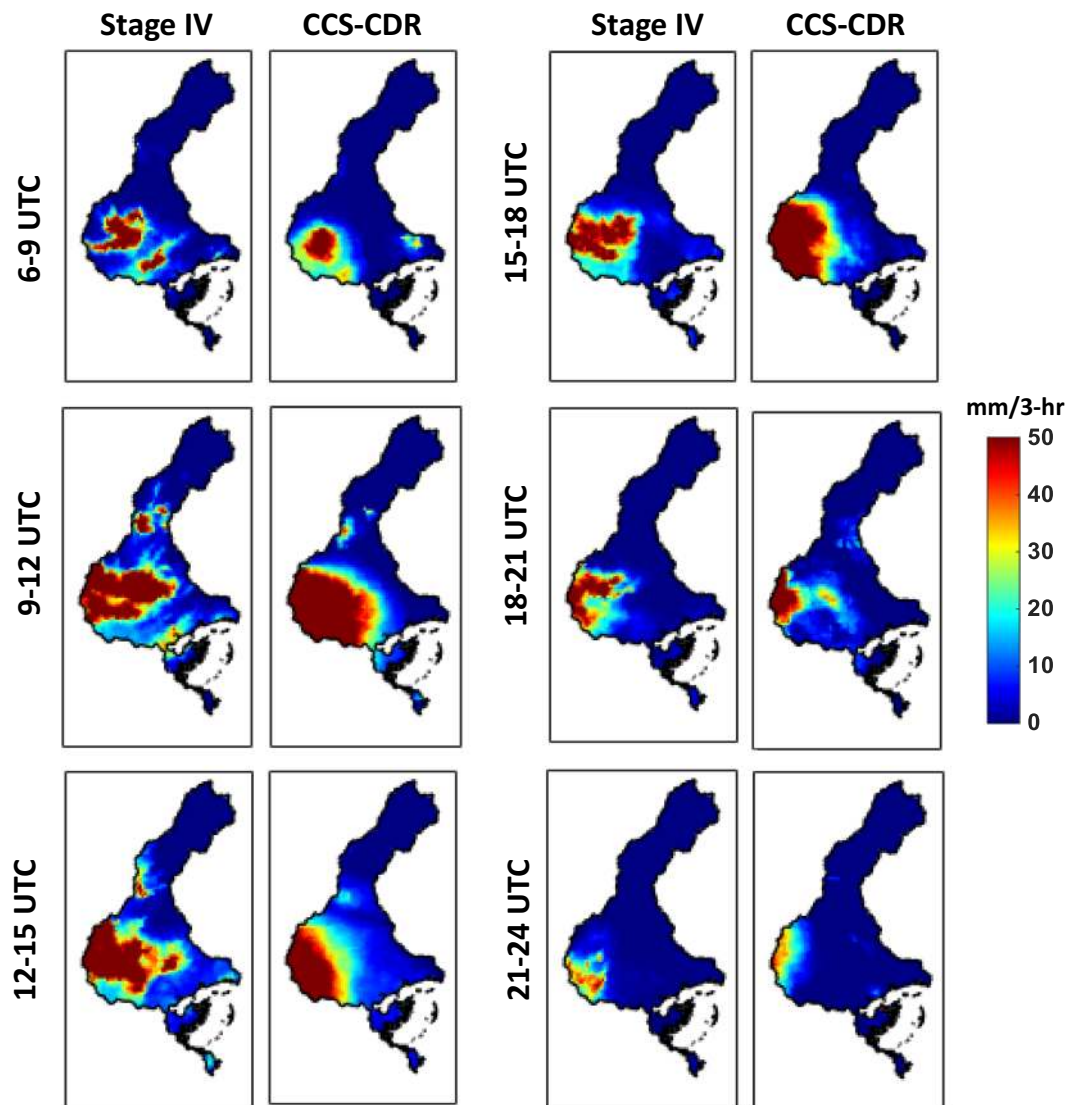 Stage IV
CCS-CDR
Stage IV
CCS-CDR
6-9 UTC
15-18 UTC
mm/3-hr
50
40
30
20
10
0
9-12 UTC
18-21 UTC
12-15 UTC
21-24 UTC